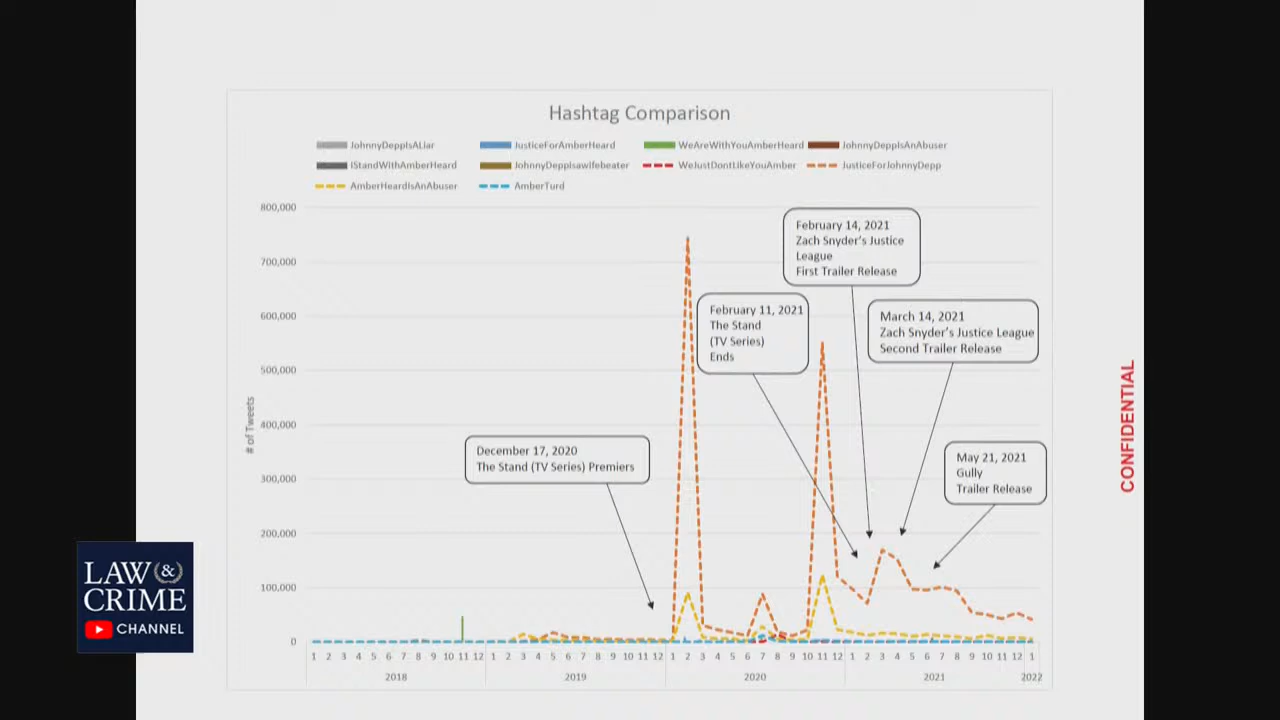 Hashtag Comparison
JohnnyDeppIsALiar JusticeForAmberHeard WeAreWithYouAmberHeard JohnnyDeppIsAnAbuser
IStandWithAmberHeard JohnnyDeppIsawifebeater WeJustDontLikeYouAmber JusticeForJohnnyDepp
AmberHeardIsAnAbuser AmberTurd
# of Tweets
800,000
700,000
600,000
500,000
400,000
300,000
200,000
100,000
0
February 14, 2021
Zach Snyder's Justice
League
First Trailer Release
February 11, 2021
The Stand
(TV Series)
Ends
March 14, 2021
Zach Snyder's Justice League
Second Trailer Release
December 17, 2020
The Stand (TV Series) Premiers
May 21, 2021
Gully
Trailer Release
1 2 3 4 5 6 7 8 9 10 11 12 1 2 3 4 5 6 7 8 9 10 11 12 1 2 3 4 5 6 7 8 9 10 11 12 1 2 3 4 5 6 7 8 9 10 11 12 1
2018 2019 2020 2021 2022
CONFIDENTIAL
LAW &
CRIME
CHANNEL